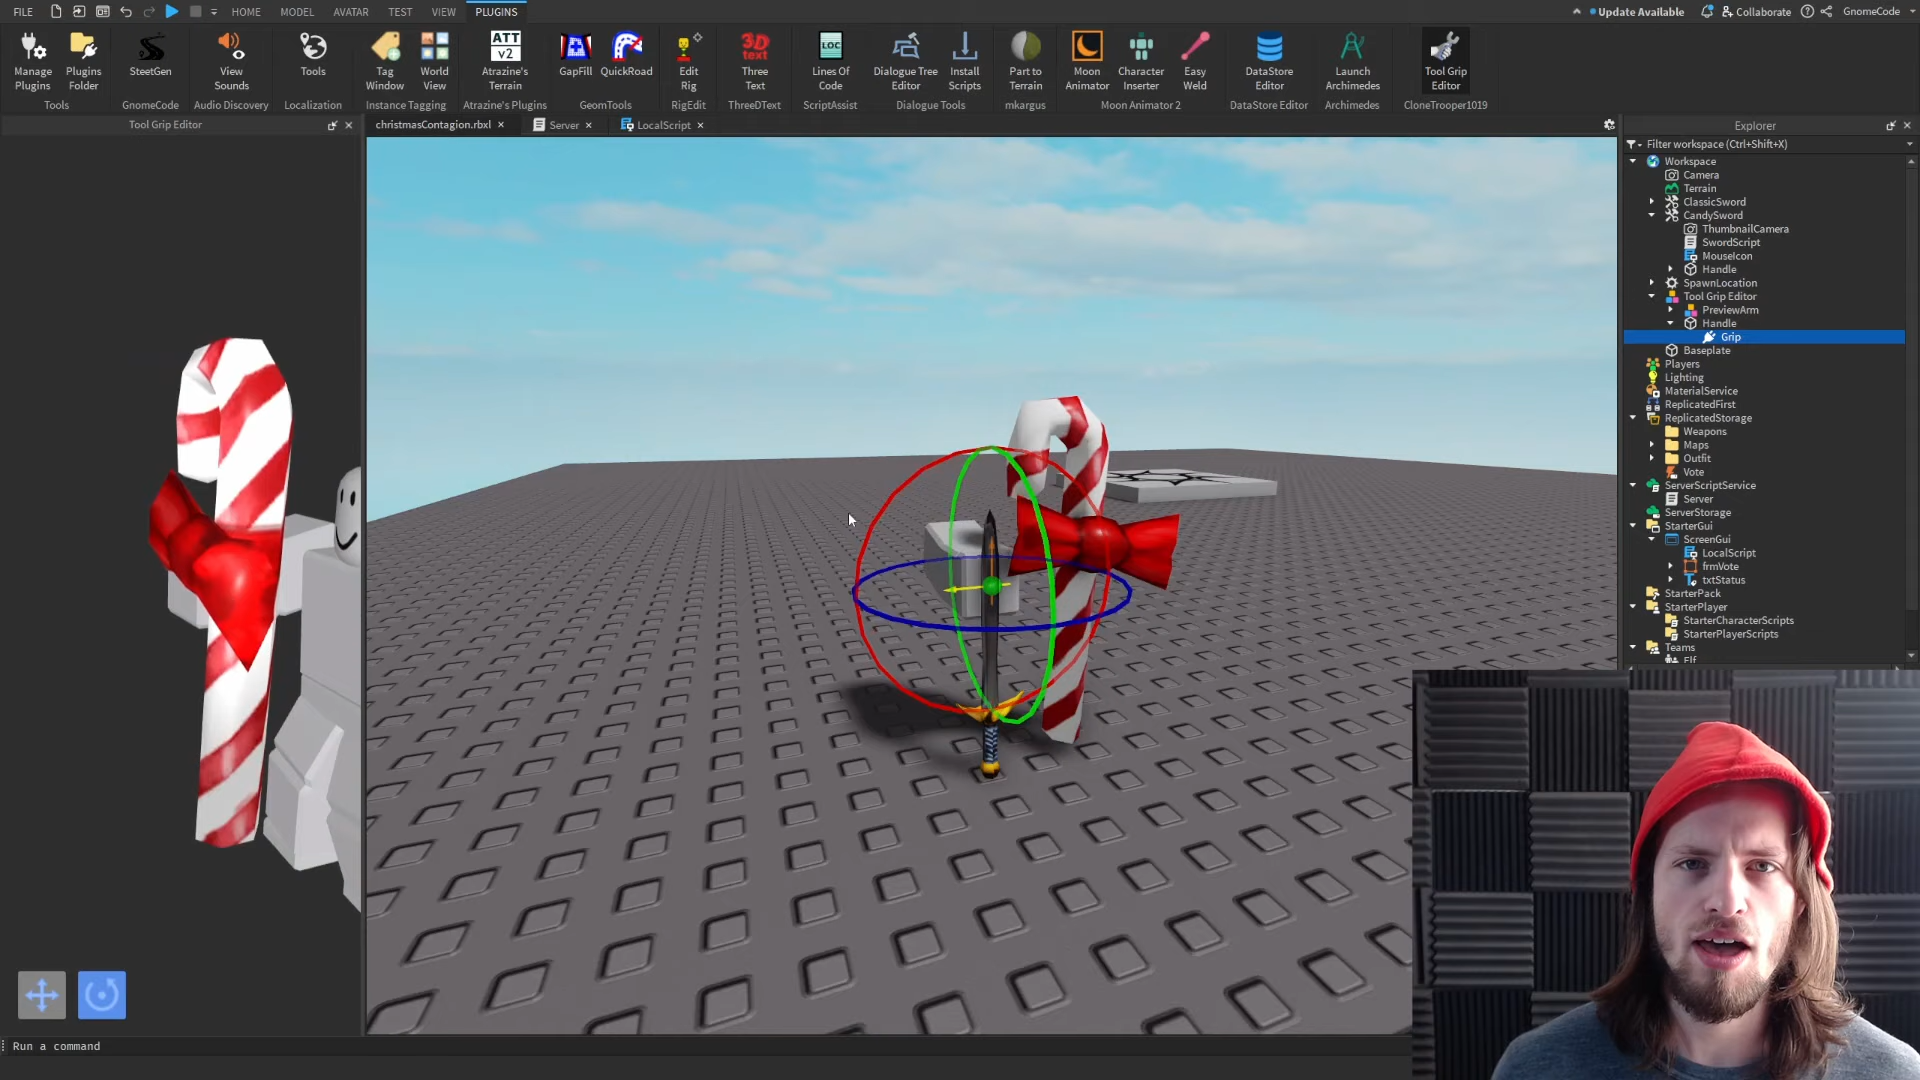 FILE HOME MODEL AVATAR TEST VIEW PLUGINS Update Available Collaborate GnomeCode
Manage Plugins
Plugins Folder
SteetGen
View Sounds
Tools
Tag Window
World View
ATT v2
Atrazine's Terrain
GapFill
QuickRoad
Edit Rig
3D text
Three Text
LOC
Lines Of Code
Dialogue Tree Editor
Install Scripts
Part to Terrain
Moon Animator
Character Inserter
Easy Weld
DataStore Editor
Launch Archimedes
Tool Grip Editor
Tools GnomeCode Audio Discovery Localization Instance Tagging Atrazine's Plugins GeomTools RigEdit ThreeDText ScriptAssist Dialogue Tools mkargus Moon Animator 2 DataStore Editor Archimedes CloneTrooper1019
Tool Grip Editor
christmasContagion.rbxl Server LocalScript
Explorer
Filter workspace (Ctrl+Shift+X)
Workspace
Camera
Terrain
ClassicSword
CandySword
ThumbnailCamera
SwordScript
MouseIcon
Handle
SpawnLocation
Tool Grip Editor
PreviewArm
Handle
Grip
Baseplate
Players
Lighting
MaterialService
ReplicatedFirst
ReplicatedStorage
Weapons
Maps
Outfit
Vote
ServerScriptService
Server
ServerStorage
StarterGui
ScreenGui
LocalScript
frmVote
txtStatus
StarterPack
StarterPlayer
StarterCharacterScripts
StarterPlayerScripts
Teams
Elf
Run a command